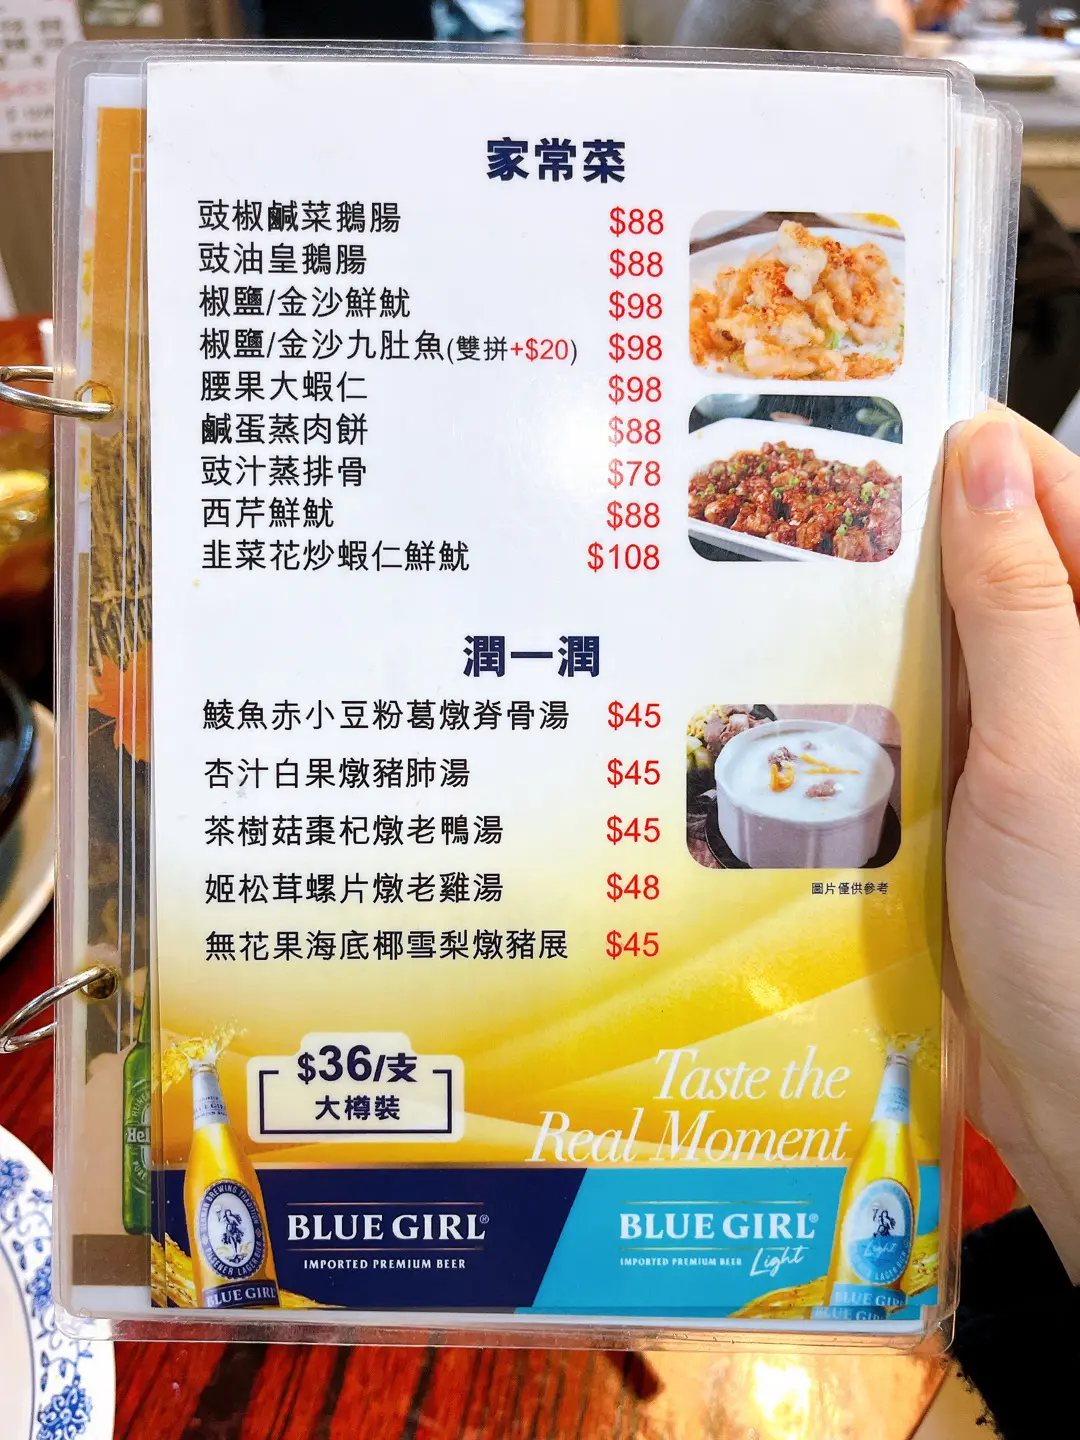 家常菜
豉椒鹹菜鵝腸 $88
豉油皇鵝腸 $88
椒鹽/金沙鮮魷 $98
椒鹽/金沙九肚魚(雙拼+$20) $98
腰果大蝦仁 $98
鹹蛋蒸肉餅 $88
豉汁蒸排骨 $78
西芹鮮魷 $88
韭菜花炒蝦仁鮮魷 $108
潤一潤
鯪魚赤小豆粉葛燉脊骨湯 $45
杏汁白果燉豬肺湯 $45
茶樹菇棗杞燉老鴨湯 $45
姬松茸螺片燉老雞湯 $48
無花果海底椰雪梨燉豬展 $45
圖片僅供參考
$36/支
大樽裝
Taste the
Real Moment
BLUE GIRL®
IMPORTED PREMIUM BEER
BLUE GIRL®
IMPORTED PREMIUM BEER Light
BLUE GIRL
BLUE GIRL